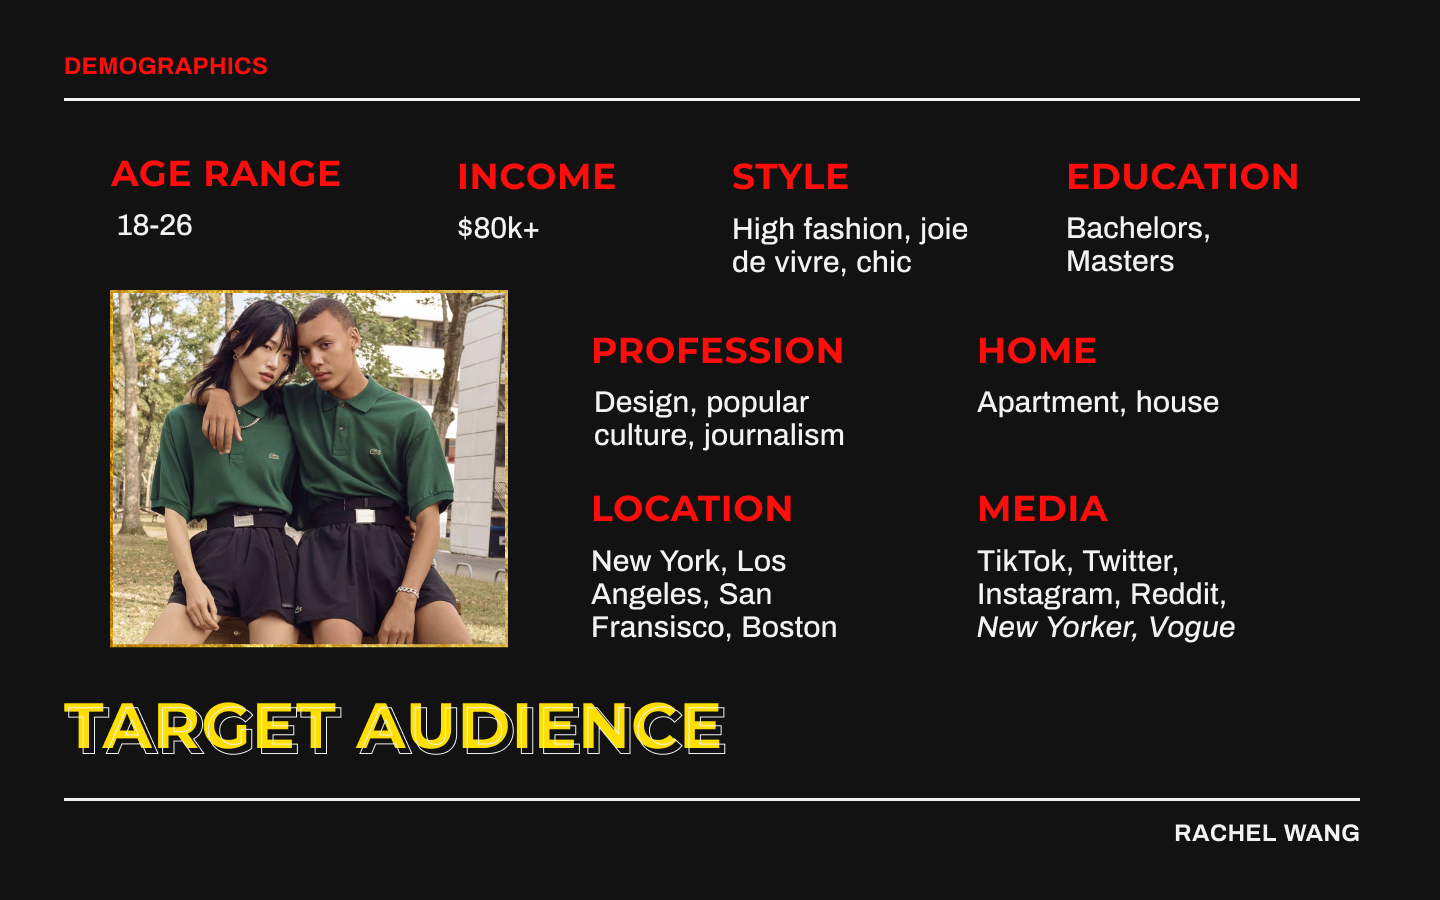 DEMOGRAPHICS
AGE RANGE
18-26
INCOME
$80k+
STYLE
High fashion, joie
de vivre, chic
EDUCATION
Bachelors,
Masters
PROFESSION
Design, popular
culture, journalism
HOME
Apartment, house
LOCATION
New York, Los
Angeles, San
Fransisco, Boston
MEDIA
TikTok, Twitter,
Instagram, Reddit,
New Yorker, Vogue
TARGET AUDIENCE
RACHEL WANG